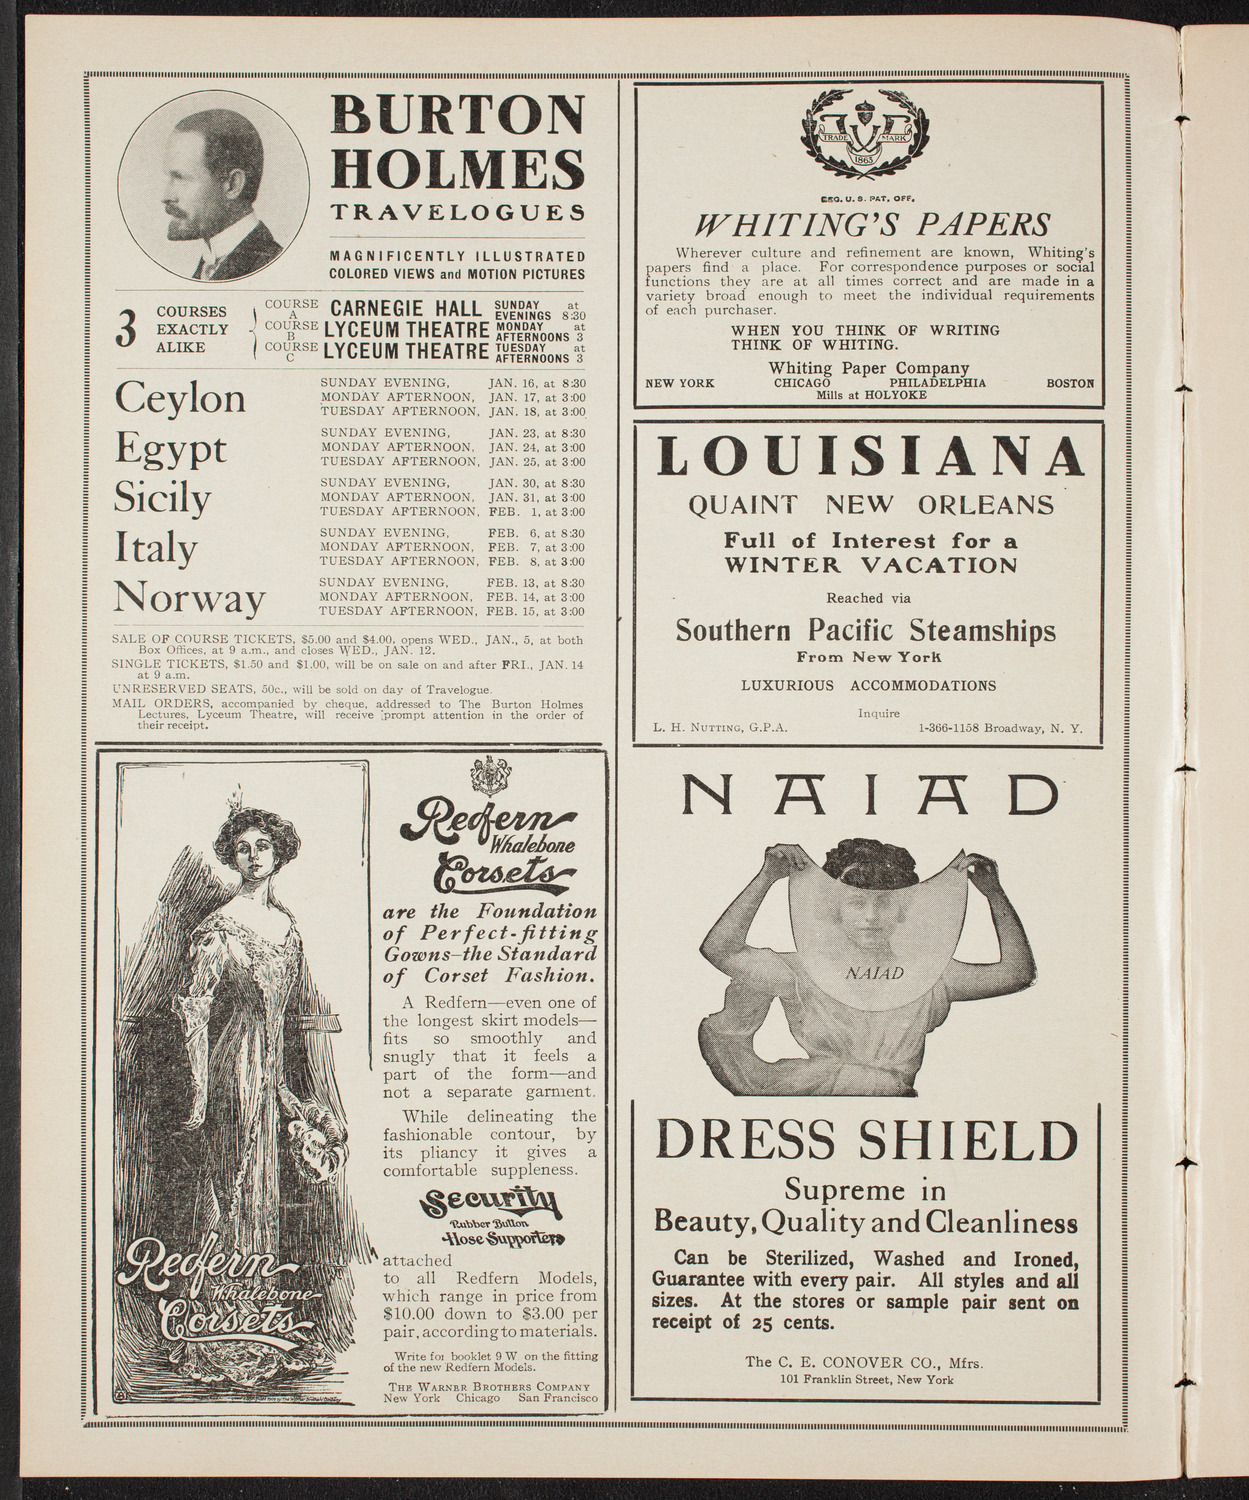 BURTON
HOLMES
TRAVELOGUES
MAGNIFICENTLY ILLUSTRATED
COLORED VIEWS and MOTION PICTURES
3 COURSES EXACTLY ALIKE
COURSE A CARNEGIE HALL SUNDAY EVENINGS at 8:30
COURSE B LYCEUM THEATRE MONDAY AFTERNOONS at 3
COURSE C LYCEUM THEATRE TUESDAY AFTERNOONS at 3
Ceylon
SUNDAY EVENING, JAN. 16, at 8:30
MONDAY AFTERNOON, JAN. 17, at 3:00
TUESDAY AFTERNOON, JAN. 18, at 3:00
Egypt
SUNDAY EVENING, JAN. 23, at 8:30
MONDAY AFTERNOON, JAN. 24, at 3:00
TUESDAY AFTERNOON, JAN. 25, at 3:00
Sicily
SUNDAY EVENING, JAN. 30, at 8:30
MONDAY AFTERNOON, JAN. 31, at 3:00
TUESDAY AFTERNOON, FEB. 1, at 3:00
Italy
SUNDAY EVENING, FEB. 6, at 8:30
MONDAY AFTERNOON, FEB. 7, at 3:00
TUESDAY AFTERNOON, FEB. 8, at 3:00
Norway
SUNDAY EVENING, FEB. 13, at 8:30
MONDAY AFTERNOON, FEB. 14, at 3:00
TUESDAY AFTERNOON, FEB. 15, at 3:00
SALE OF COURSE TICKETS, $5.00 and $4.00, opens WED., JAN., 5, at both
Box Offices, at 9 a.m., and closes WED., JAN. 12.
SINGLE TICKETS, $1.50 and $1.00, will be on sale on and after FRI., JAN. 14
at 9 a.m.
UNRESERVED SEATS, 50c., will be sold on day of Travelogue.
MAIL ORDERS, accompanied by cheque, addressed to The Burton Holmes
Lectures, Lyceum Theatre, will receive prompt attention in the order of
their receipt.
Redfern
Whalebone
Corsets
are the Foundation
of Perfect-fitting
Gowns—the Standard
of Corset Fashion.
A Redfern—even one of
the longest skirt models—
fits so smoothly and
snugly that it feels a
part of the form—and
not a separate garment.
While delineating the
fashionable contour, by
its pliancy it gives a
comfortable suppleness.
Security
Rubber Button
Hose Supporters
attached
to all Redfern Models,
which range in price from
$10.00 down to $3.00 per
pair, according to materials.
Write for booklet 9 W on the fitting
of the new Redfern Models.
THE WARNER BROTHERS COMPANY
New York Chicago San Francisco
Redfern
Whalebone
Corsets
TRADE MARK
1865
REG. U. S. PAT. OFF.
WHITING'S PAPERS
Wherever culture and refinement are known, Whiting's
papers find a place. For correspondence purposes or social
functions they are at all times correct and are made in a
variety broad enough to meet the individual requirements
of each purchaser.
WHEN YOU THINK OF WRITING
THINK OF WHITING.
Whiting Paper Company
NEW YORK CHICAGO PHILADELPHIA BOSTON
Mills at HOLYOKE
LOUISIANA
QUAINT NEW ORLEANS
Full of Interest for a
WINTER VACATION
Reached via
Southern Pacific Steamships
From New York
LUXURIOUS ACCOMMODATIONS
Inquire
L. H. NUTTING, G.P.A. 1-366-1158 Broadway, N. Y.
NAIAD
NAIAD
DRESS SHIELD
Supreme in
Beauty, Quality and Cleanliness
Can be Sterilized, Washed and Ironed,
Guarantee with every pair. All styles and all
sizes. At the stores or sample pair sent on
receipt of 25 cents.
The C. E. CONOVER CO., Mfrs.
101 Franklin Street, New York